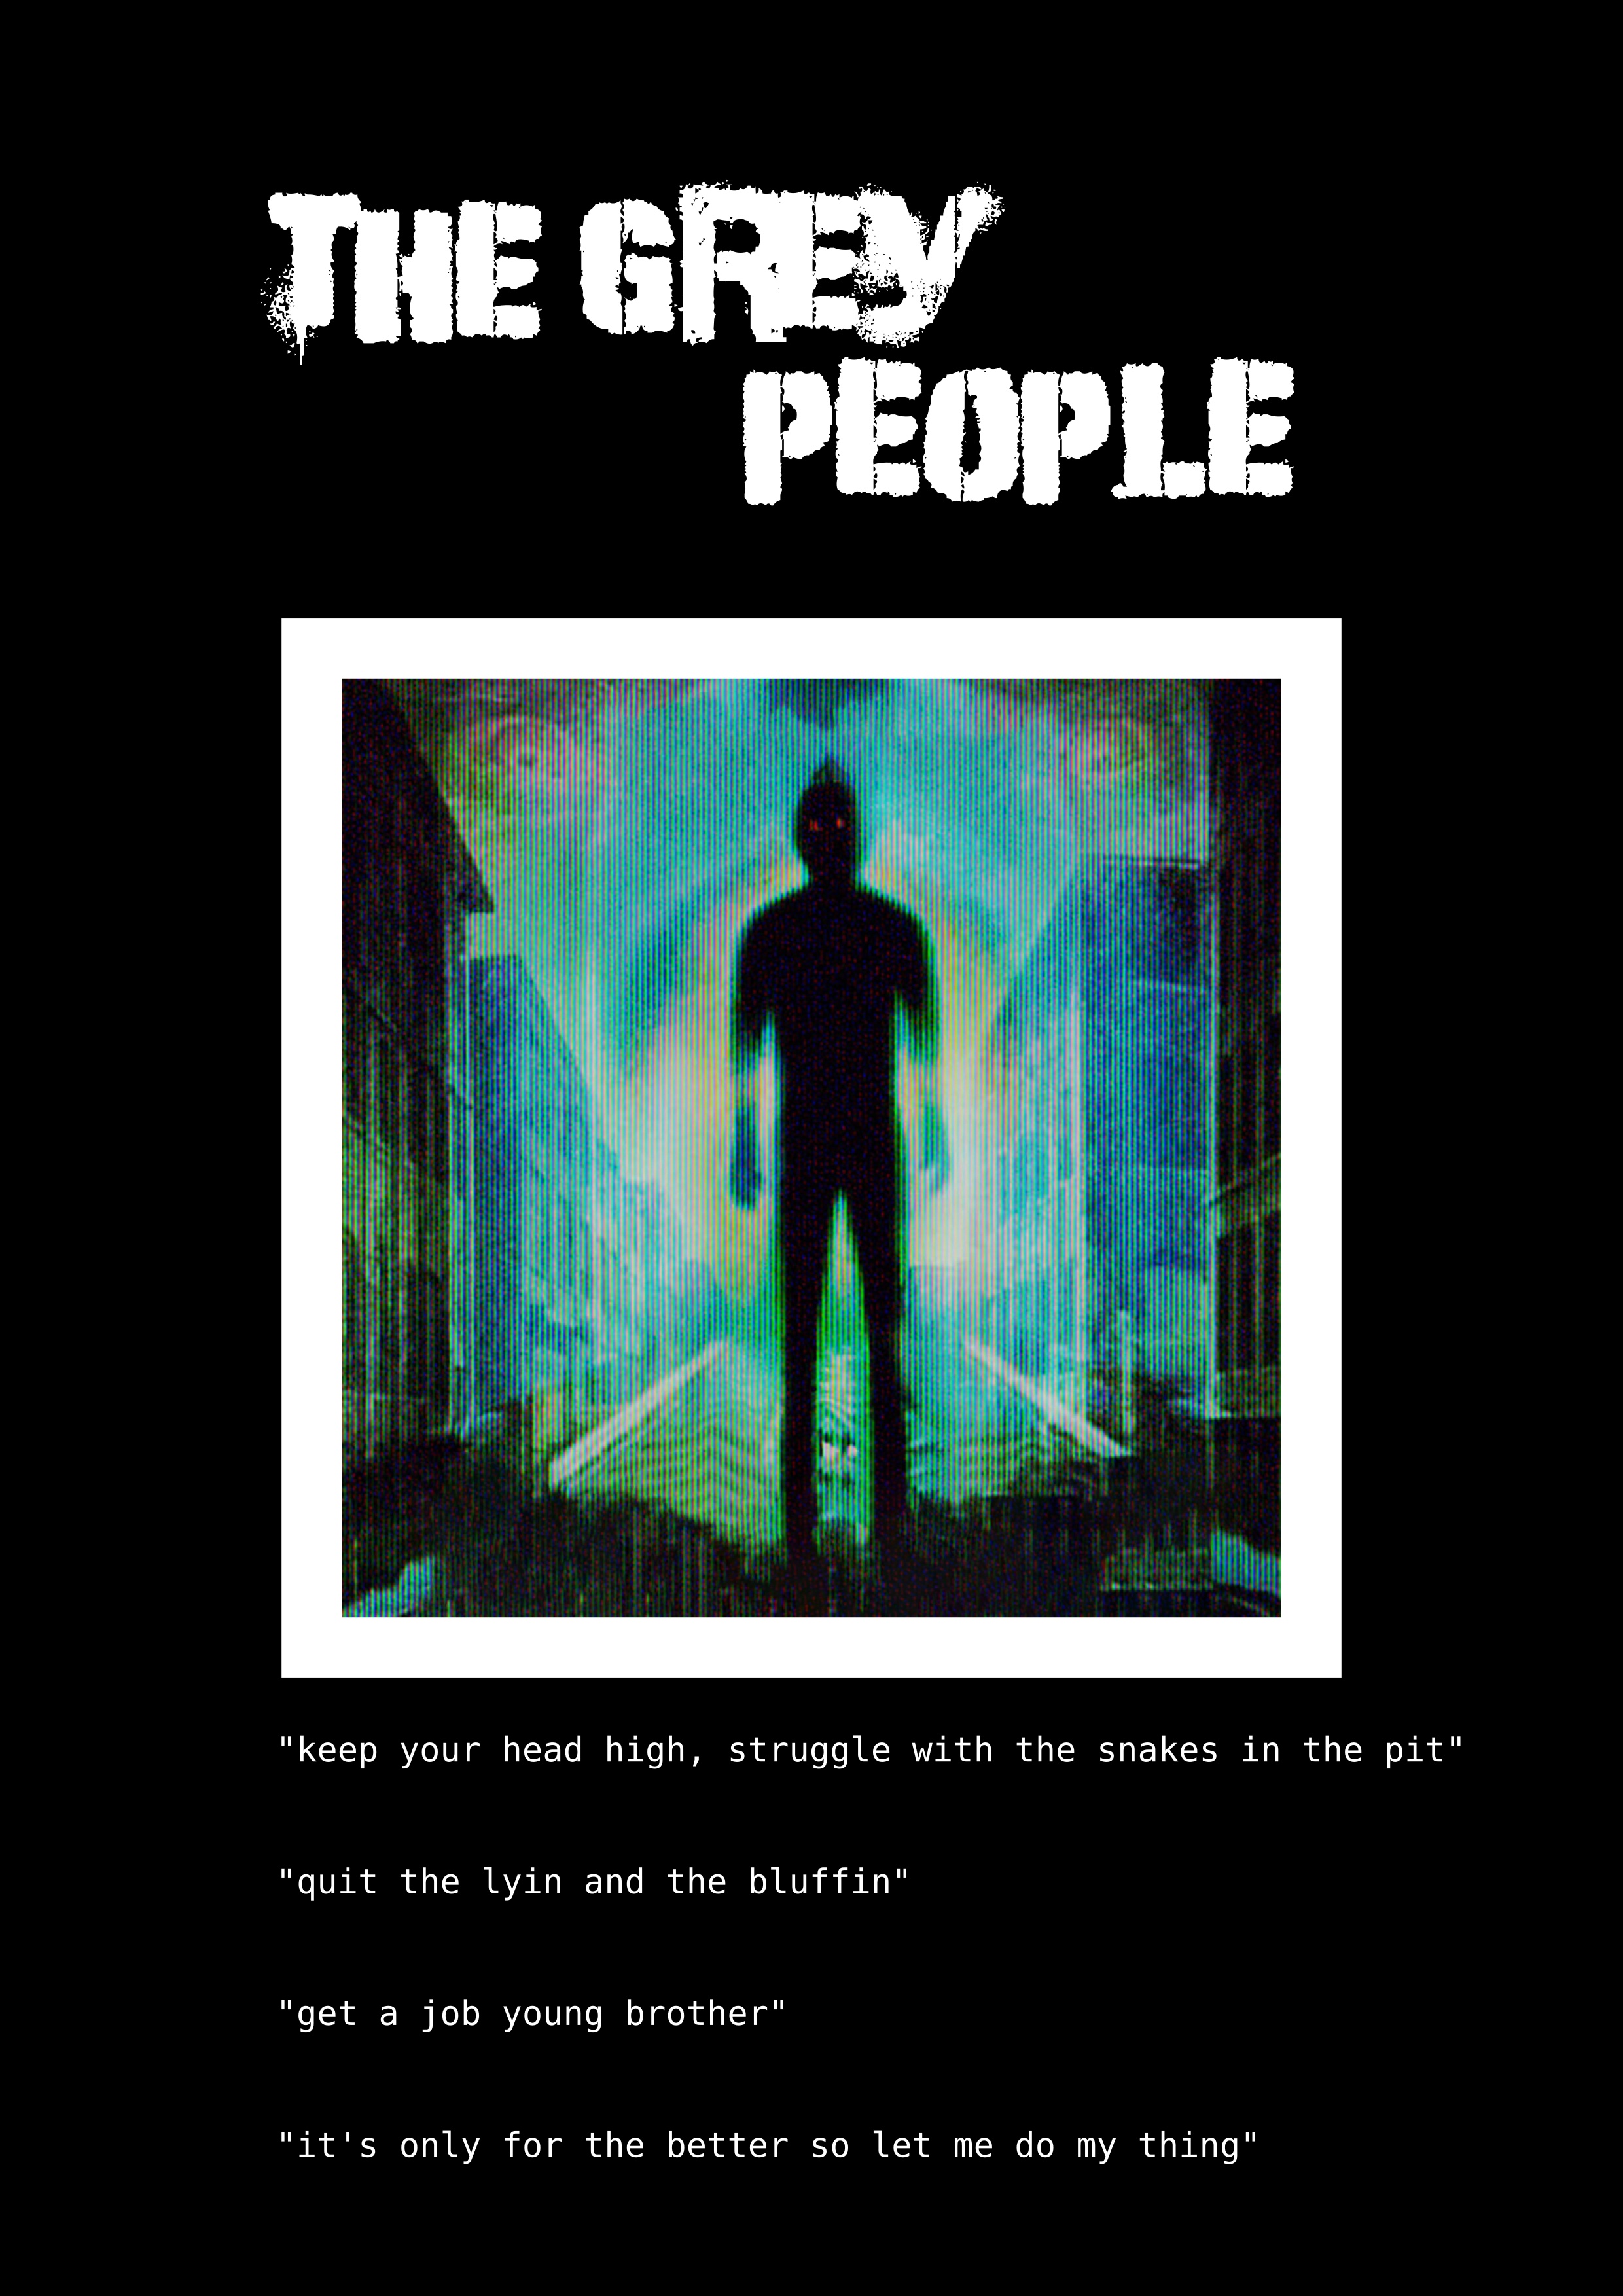 THE GREY
PEOPLE
"keep your head high, struggle with the snakes in the pit"
"quit the lyin and the bluffin"
"get a job young brother"
"it's only for the better so let me do my thing"